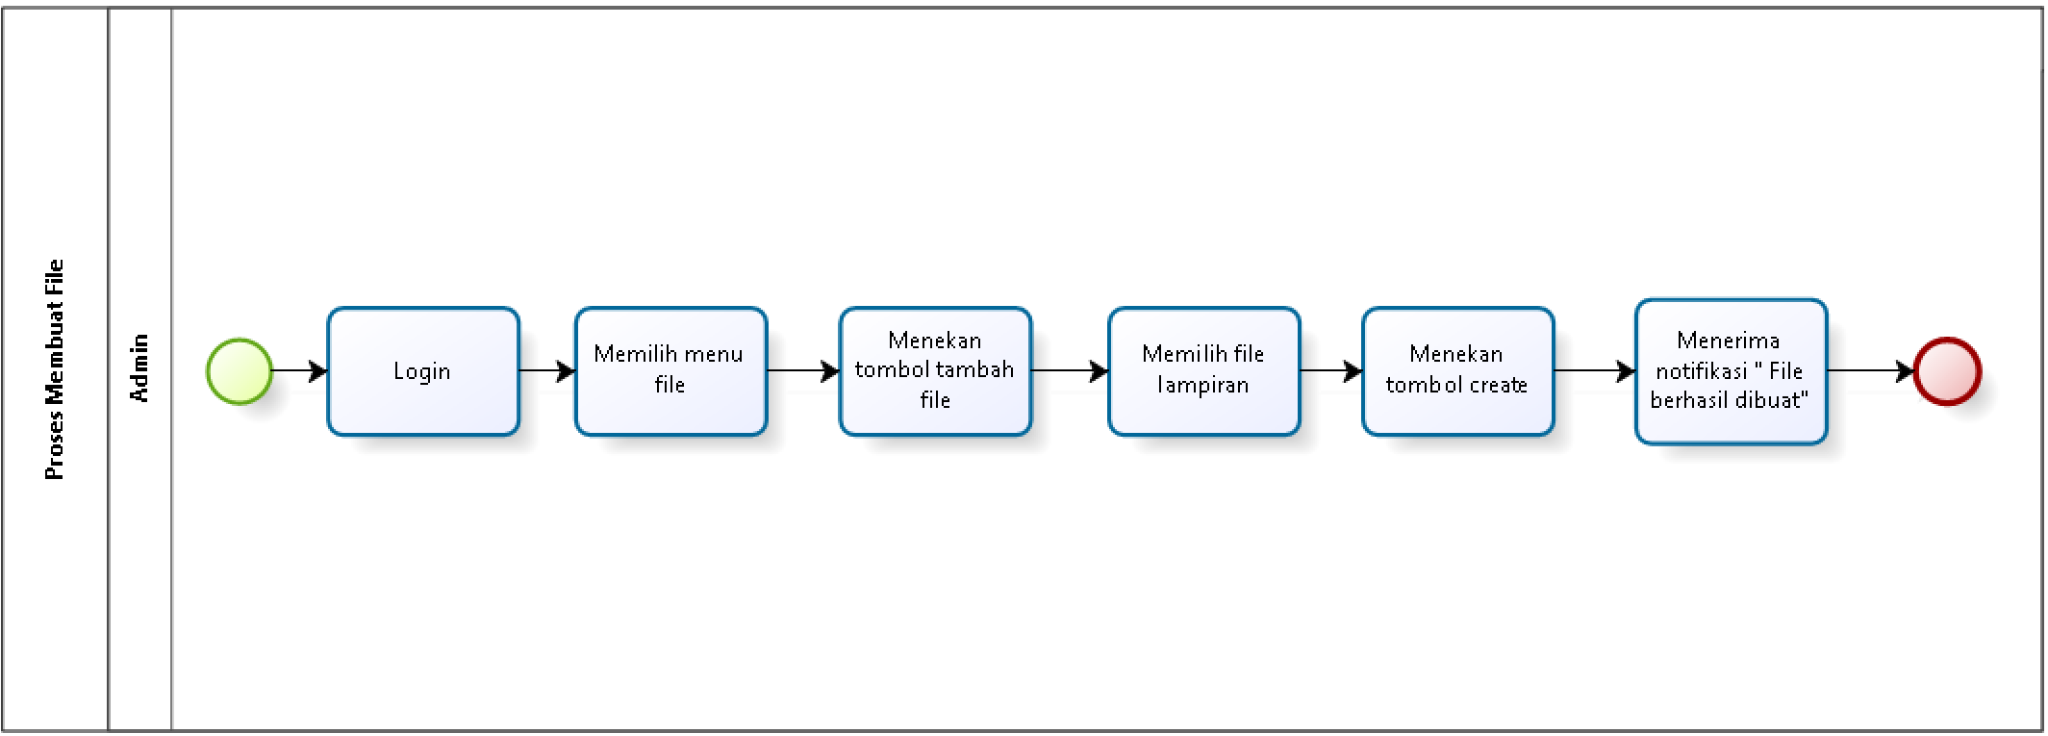 Proses Membuat File
Admin
Login
Memilih menu
file
Menekan
tombol tambah
file
Memilih file
lampiran
Menekan
tombol create
Menerima
notifikasi " File
berhasil dibuat"